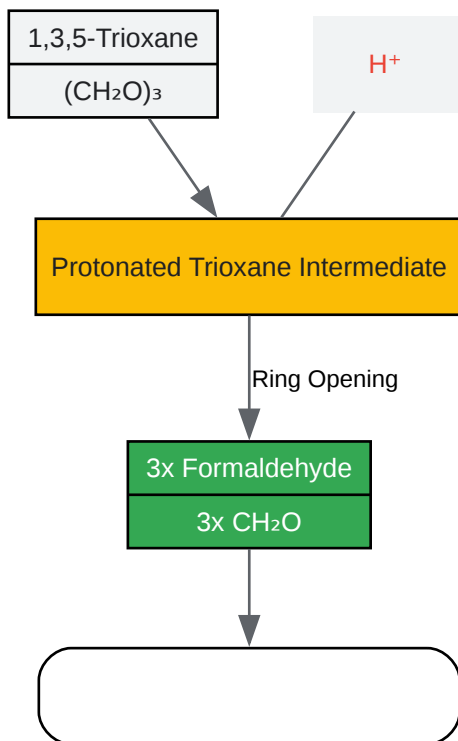 1,3,5-Trioxane
(CH₂O)₃
H⁺
Protonated Trioxane Intermediate
Ring Opening
3x Formaldehyde
3x CH₂O